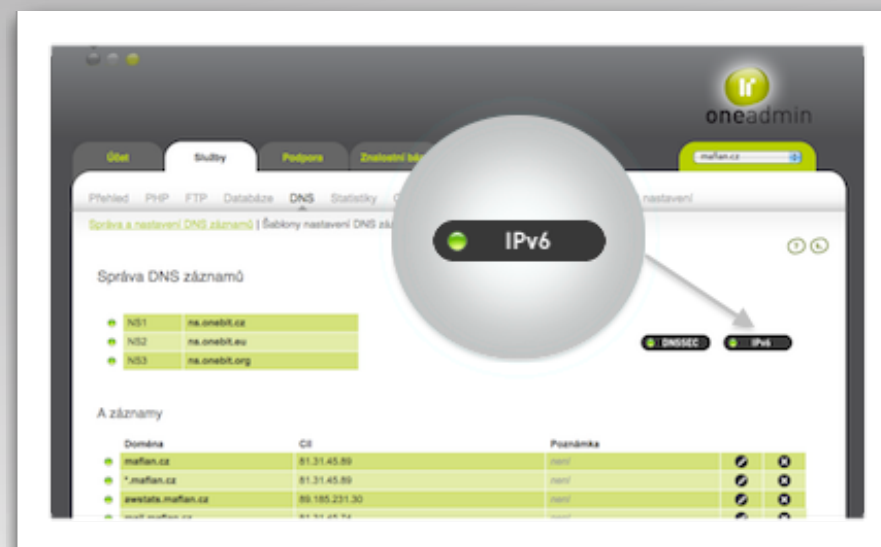 oneadmin
Účet Služby Podpora Znalostní bá
mafian.cz
Přehled PHP FTP Databáze DNS Statistiky nastavení
Správa a nastavení DNS záznamů | Šablony nastavení DNS zá
IPv6
Správa DNS záznamů
NS1 ns.onebit.cz
NS2 ns.onebit.eu
NS3 ns.onebit.org
DNSSEC IPv6
A záznamy
Doména Cíl Poznámka
mafian.cz 81.31.45.89 není
*.mafian.cz 81.31.45.89 není
awstats.mafian.cz 89.185.231.30 není